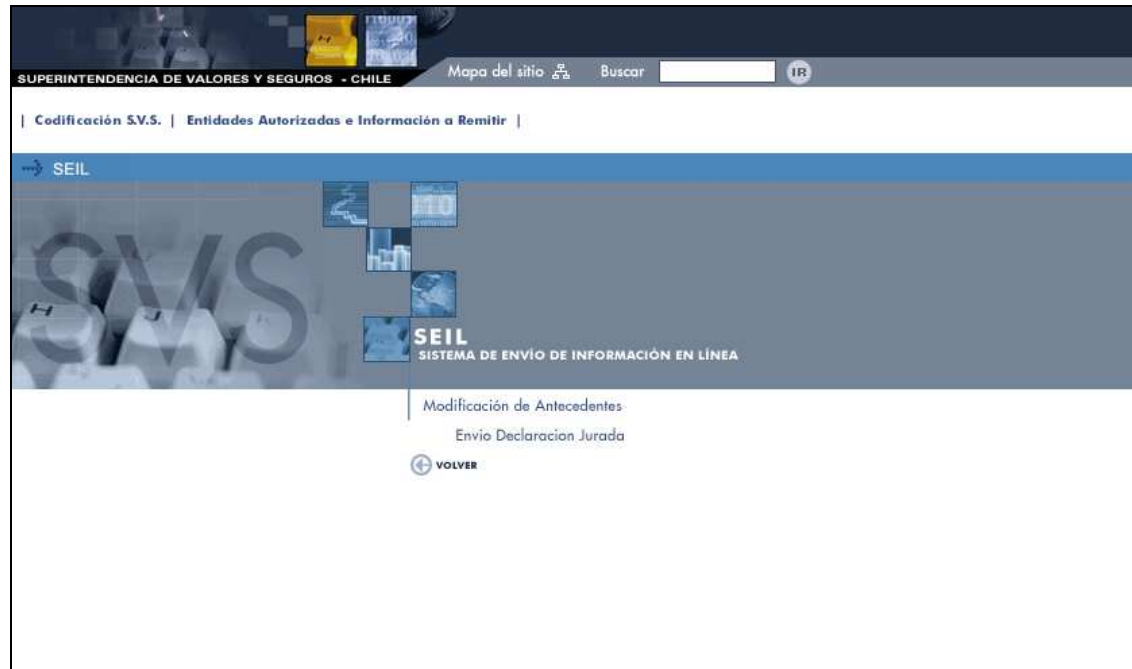 SUPERINTENDENCIA DE VALORES Y SEGUROS - CHILE
Mapa del sitio Buscar IR
| Codificación S.V.S. | Entidades Autorizadas e Información a Remitir |
SEIL
SVS
SEIL
SISTEMA DE ENVÍO DE INFORMACIÓN EN LÍNEA
Modificación de Antecedentes
Envio Declaracion Jurada
VOLVER